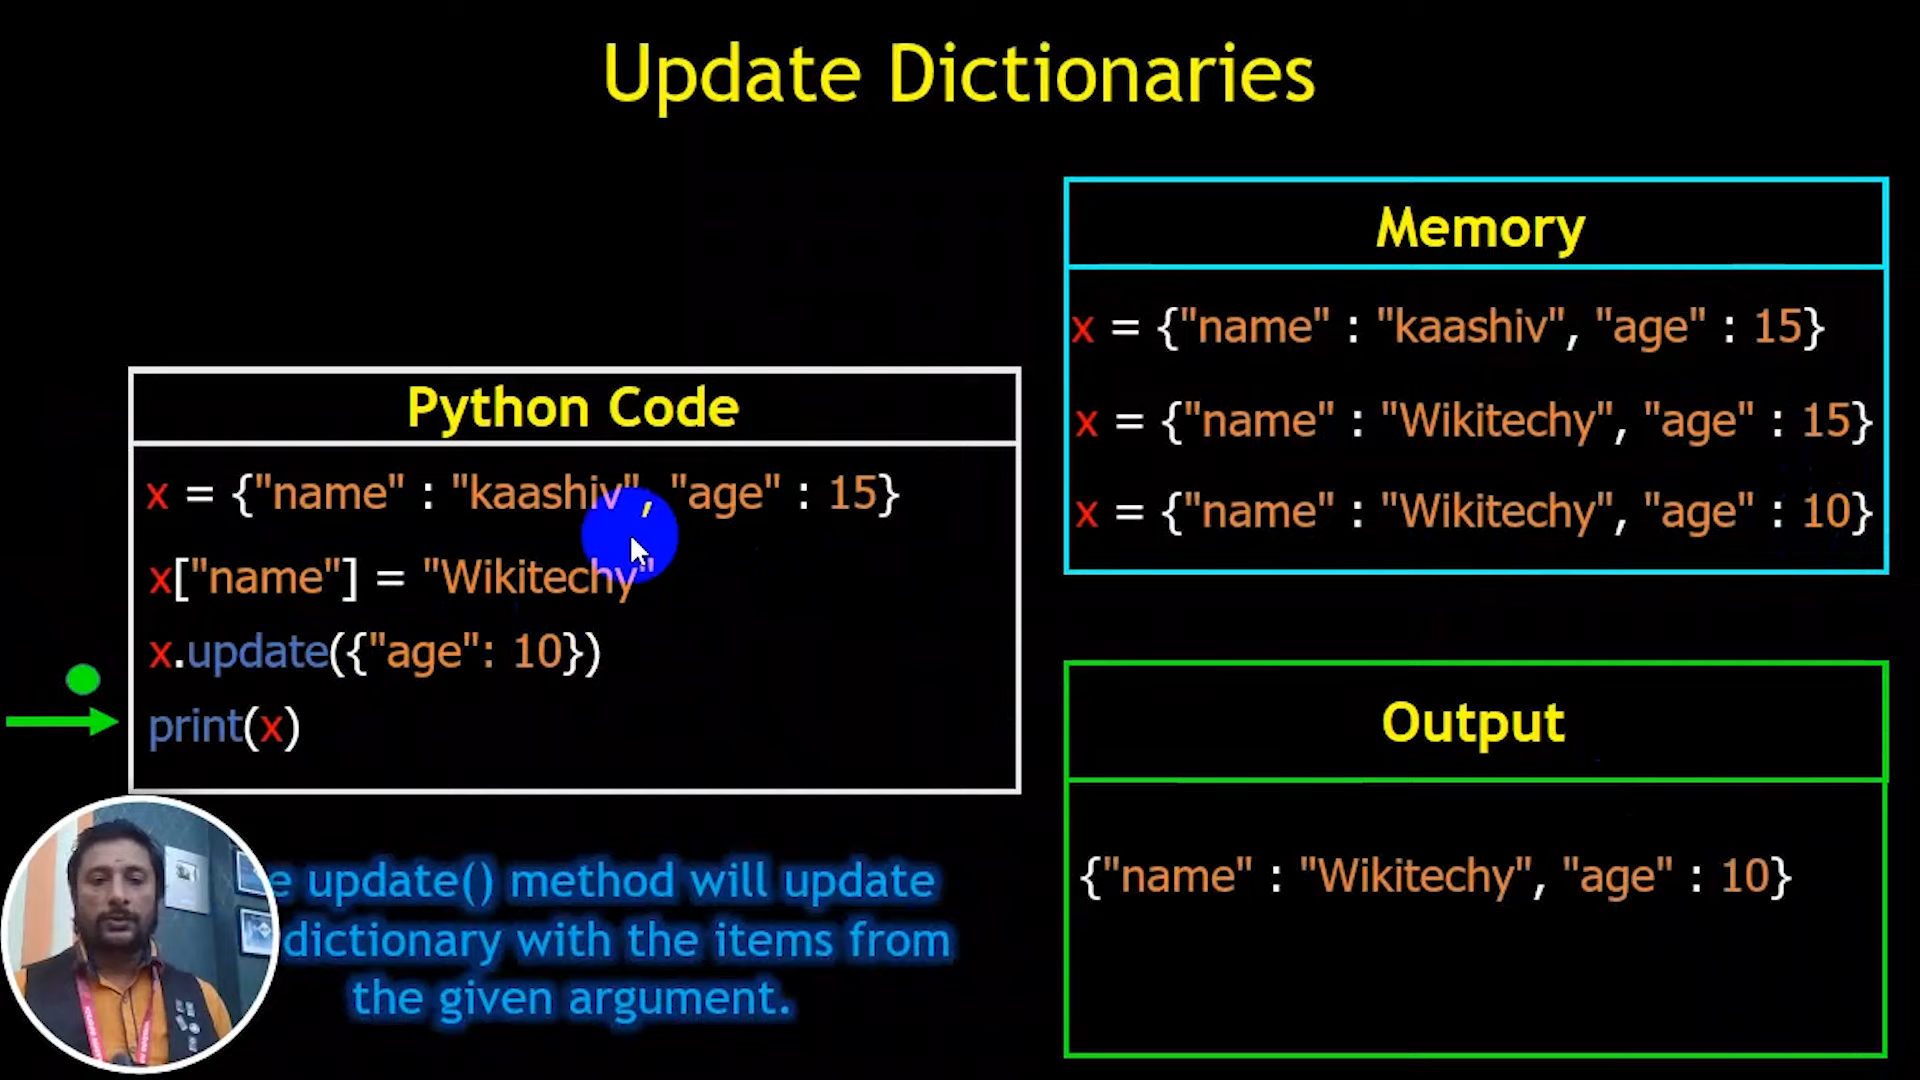 Update Dictionaries
Python Code
x = {"name" : "kaashiv", "age" : 15}
x["name"] = "Wikitechy"
x.update({"age": 10})
print(x)
update() method will update
dictionary with the items from
the given argument.
Memory
x = {"name" : "kaashiv", "age" : 15}
x = {"name" : "Wikitechy", "age" : 15}
x = {"name" : "Wikitechy", "age" : 10}
Output
{"name" : "Wikitechy", "age" : 10}